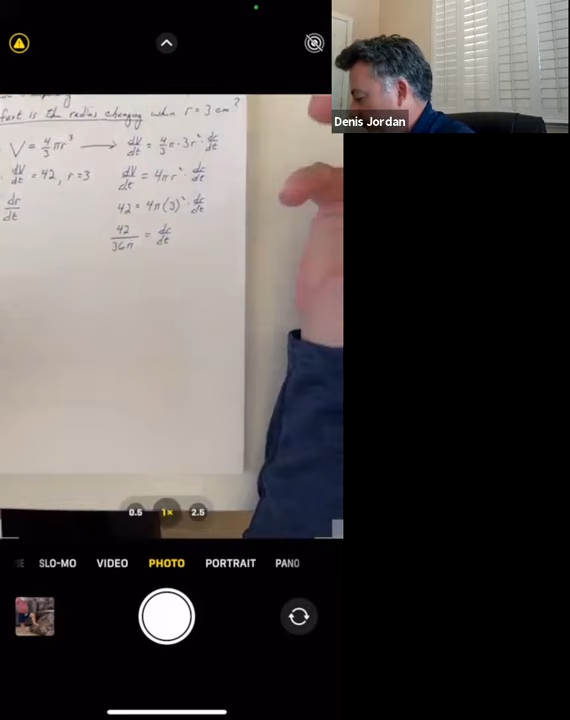 fast is the radius changing when r = 3 cm?
V = 4/3 πr³ ⟶ dV/dt = 4/3 π · 3r² · dr/dt
dV/dt = 42, r = 3
dV/dt = 4πr² · dr/dt
dr/dt
42 = 4π(3)² · dr/dt
42/36π = dr/dt
Denis Jordan
0.5 1× 2.5
SLO-MO VIDEO PHOTO PORTRAIT PANO